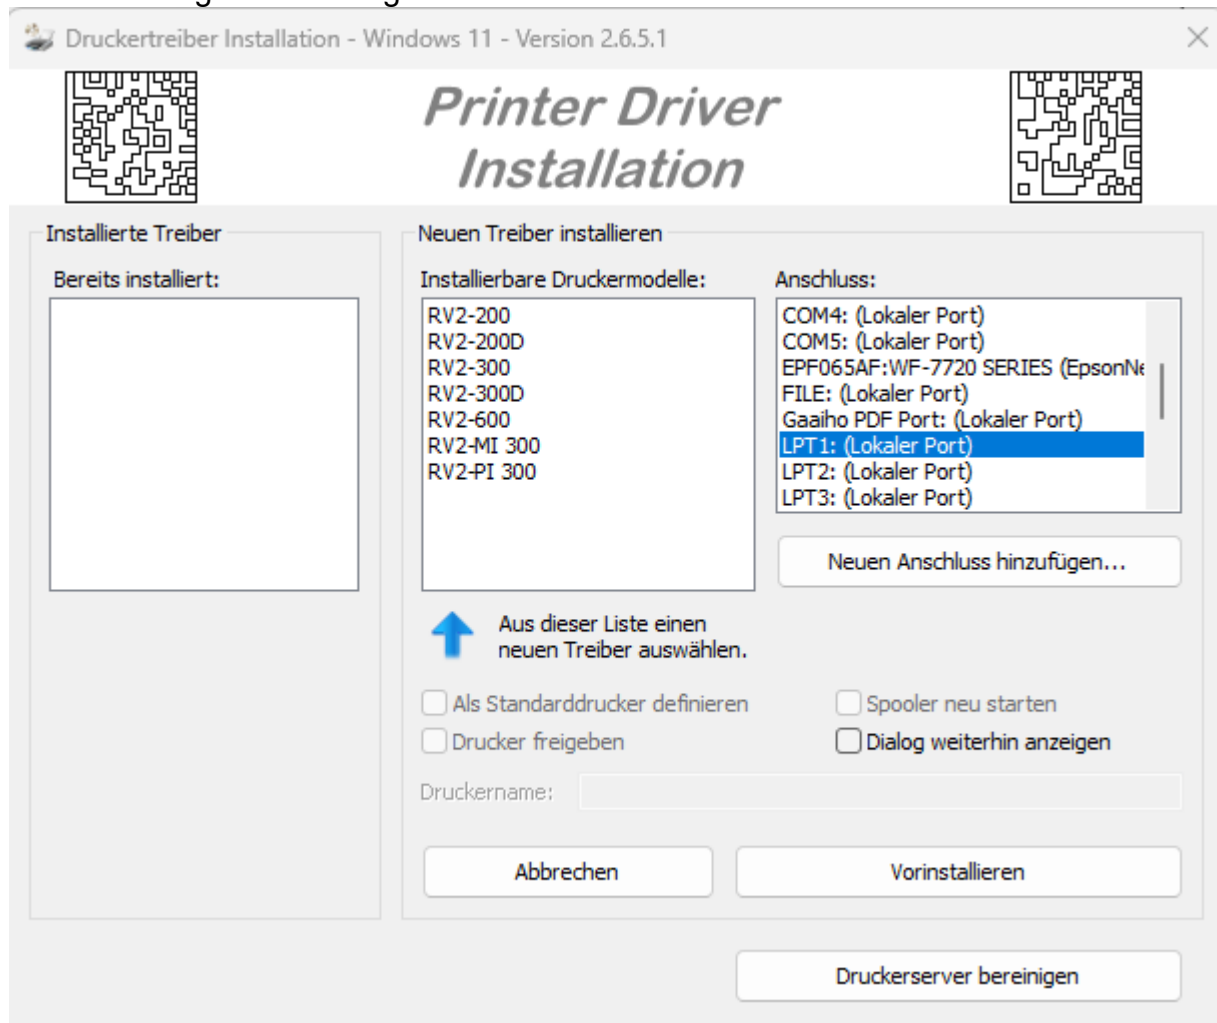 Druckertreiber Installation - Windows 11 - Version 2.6.5.1
Printer Driver
Installation
Installierte Treiber
Bereits installiert:
Neuen Treiber installieren
Installierbare Druckermodelle:
RV2-200
RV2-200D
RV2-300
RV2-300D
RV2-600
RV2-MI 300
RV2-PI 300
Anschluss:
COM4: (Lokaler Port)
COM5: (Lokaler Port)
EPF065AF:WF-7720 SERIES (EpsonNe
FILE: (Lokaler Port)
Gaaiho PDF Port: (Lokaler Port)
LPT1: (Lokaler Port)
LPT2: (Lokaler Port)
LPT3: (Lokaler Port)
Neuen Anschluss hinzufügen...
Aus dieser Liste einen
neuen Treiber auswählen.
Als Standarddrucker definieren
Spooler neu starten
Drucker freigeben
Dialog weiterhin anzeigen
Druckername:
Abbrechen
Vorinstallieren
Druckerserver bereinigen